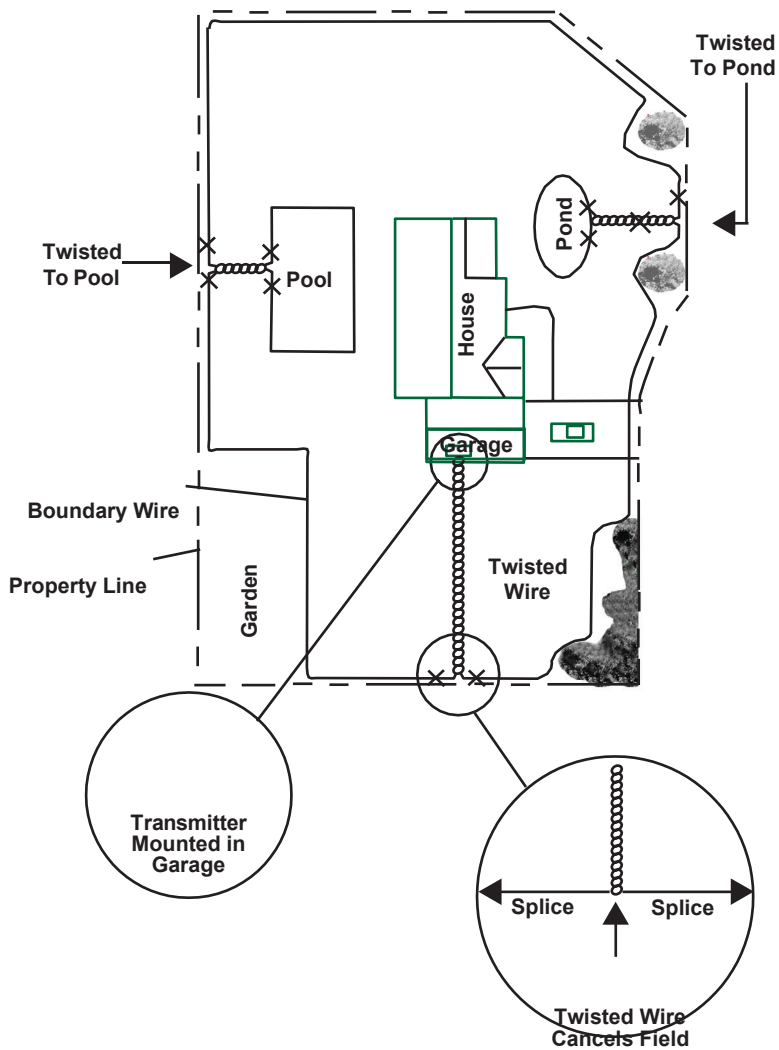 Twisted
To Pond
Pond
Twisted
To Pool
Pool
House
Garage
Boundary Wire
Twisted
Wire
Property Line
Garden
Transmitter
Mounted in
Garage
Splice
Splice
Twisted Wire
Cancels Field